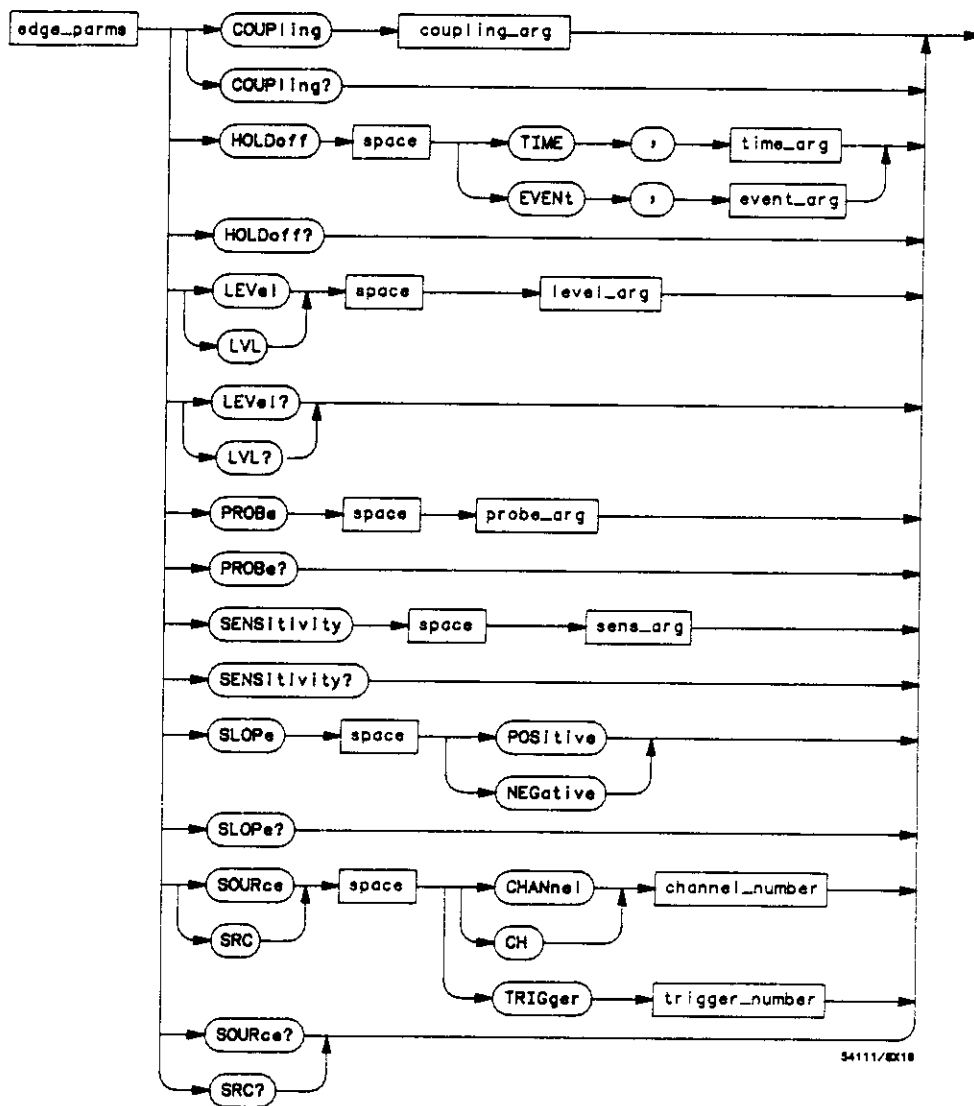 edge_parms COUPling coupling_arg
COUPling?
HOLDoff space TIME , time_arg
EVENt , event_arg
HOLDoff?
LEVel space level_arg
LVL
LEVel?
LVL?
PROBe space probe_arg
PROBe?
SENSitivity space sens_arg
SENSitivity?
SLOPe space POSitive
NEGative
SLOPe?
SOURce space CHANnel channel_number
SRC CH
TRIGger trigger_number
SOURce?
54111/BX18
SRC?